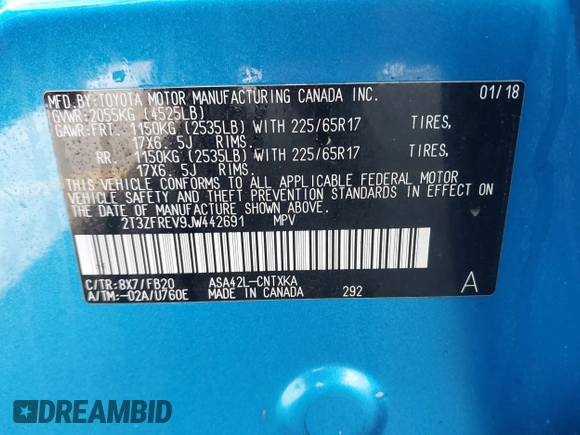 MFD.BY:TOYOTA MOTOR MANUFACTURING CANADA INC. 01/18
GVWR:2055KG (4525LB)
GAWR:FRT. 1150KG (2535LB) WITH 225/65R17 TIRES,
17X6.5J RIMS.
RR. 1150KG (2535LB) WITH 225/65R17 TIRES,
17X6.5J RIMS.
THIS VEHICLE CONFORMS TO ALL APPLICABLE FEDERAL MOTOR
VEHICLE SAFETY AND THEFT PREVENTION STANDARDS IN EFFECT ON
THE DATE OF MANUFACTURE SHOWN ABOVE.
2T3ZFREV9JW442691 MPV
C/TR:8X7/FB20 ASA42L-CNTXKA
A/TM:-02A/U760E MADE IN CANADA 292 A
DREAMBID